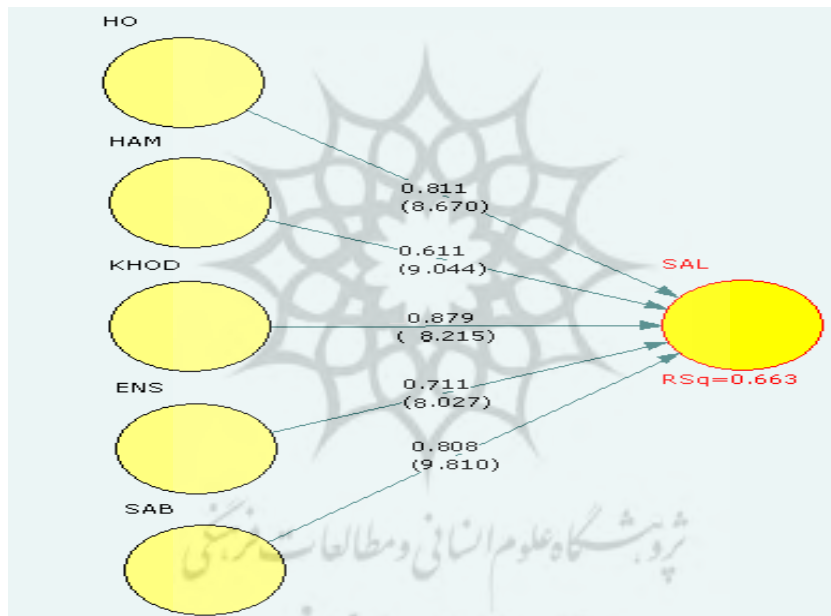 HO
HAM
KHOD
ENS
SAB
0.811
(8.670)
0.611
(9.044)
0.879
( 8.215)
0.711
(8.027)
0.808
(9.810)
SAL
RSq=0.663
پژوهشگاه علوم انسانی و مطالعات فرهنگی